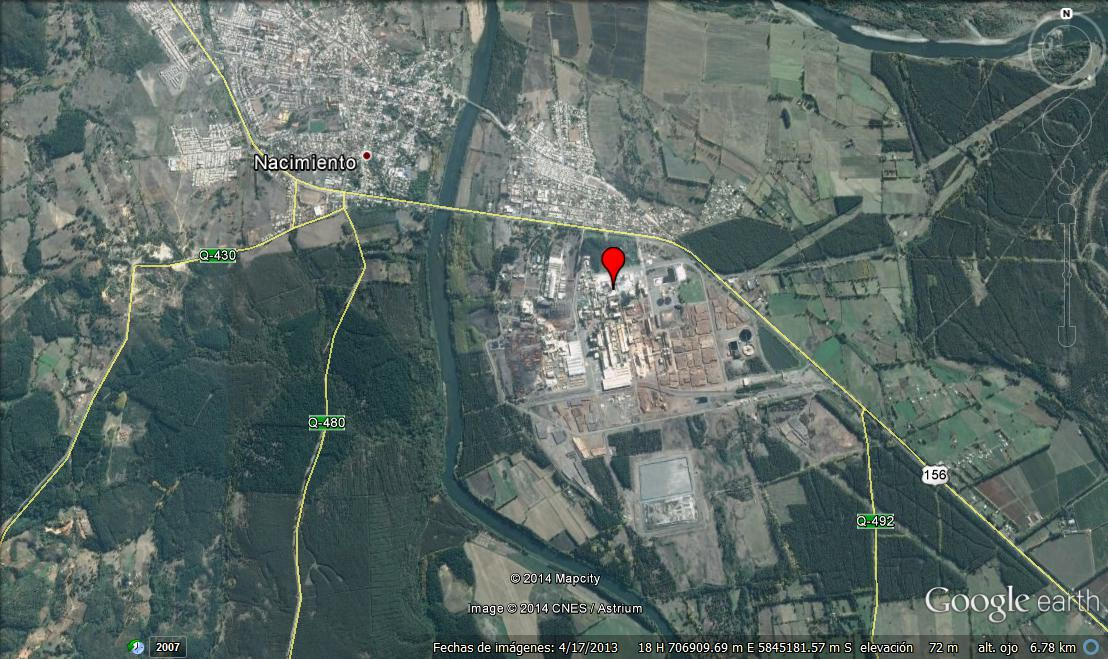 N
Nacimiento
Q-430
Q-480
156
Q-492
© 2014 Mapcity
Image © 2014 CNES / Astrium
Google earth
2007
Fechas de imágenes: 4/17/2013 18 H 706909.69 m E 5845181.57 m S elevación 72 m alt. ojo 6.78 km